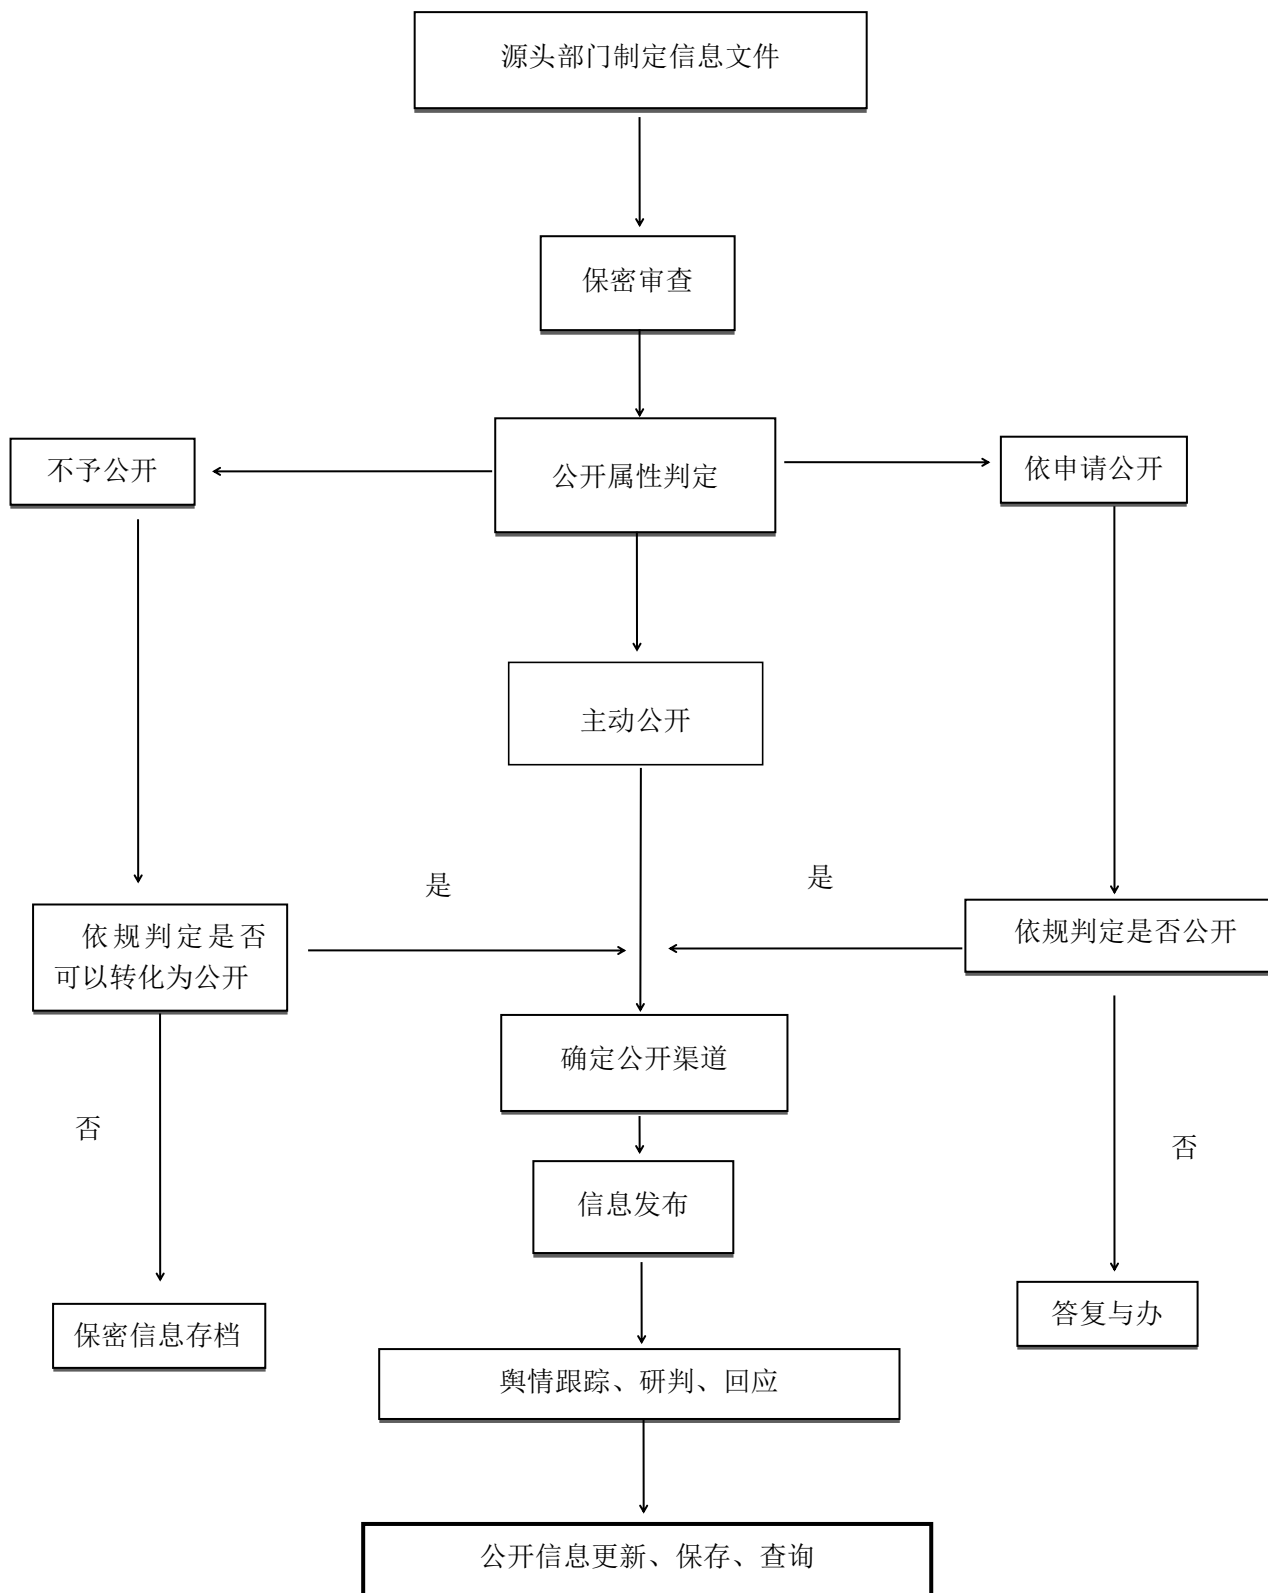 源头部门制定信息文件
保密审查
不予公开
公开属性判定
依申请公开
主动公开
是
是
依规判定是否
可以转化为公开
依规判定是否公开
确定公开渠道
否
否
信息发布
保密信息存档
答复与办
舆情跟踪、研判、回应
公开信息更新、保存、查询